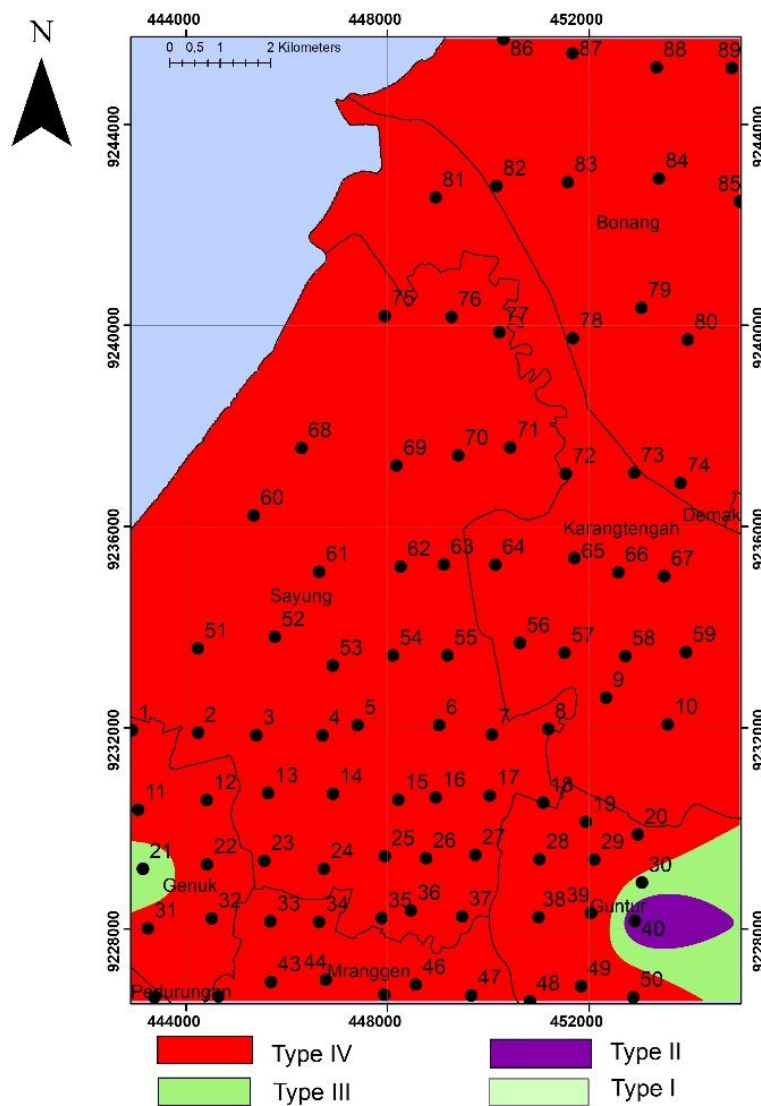 444000 448000 452000
N
0 0.5 1 2 Kilometers
86 87 88 89
9244000 9244000
81 82 83 84
85
Bonang
75 76 77 78 79 80
9240000 9240000
68 69 70 71 72 73 74
60
Demak
9236000 Karangtengah 9236000
61 62 63 64 65 66 67
Sayung
51 52 53 54 55 56 57 58 59
1 2 3 4 5 6 7 8 9 10
9232000 9232000
11 12 13 14 15 16 17 18 19 20
21 22 23 24 25 26 27 28 29 30
Genuk
31 32 33 34 35 36 37 38 39 40
Guntur
9228000 9228000
43 44 46 47 48 49 50
Mranggen
Pedurungan
444000 448000 452000
Type IV Type II
Type III Type I